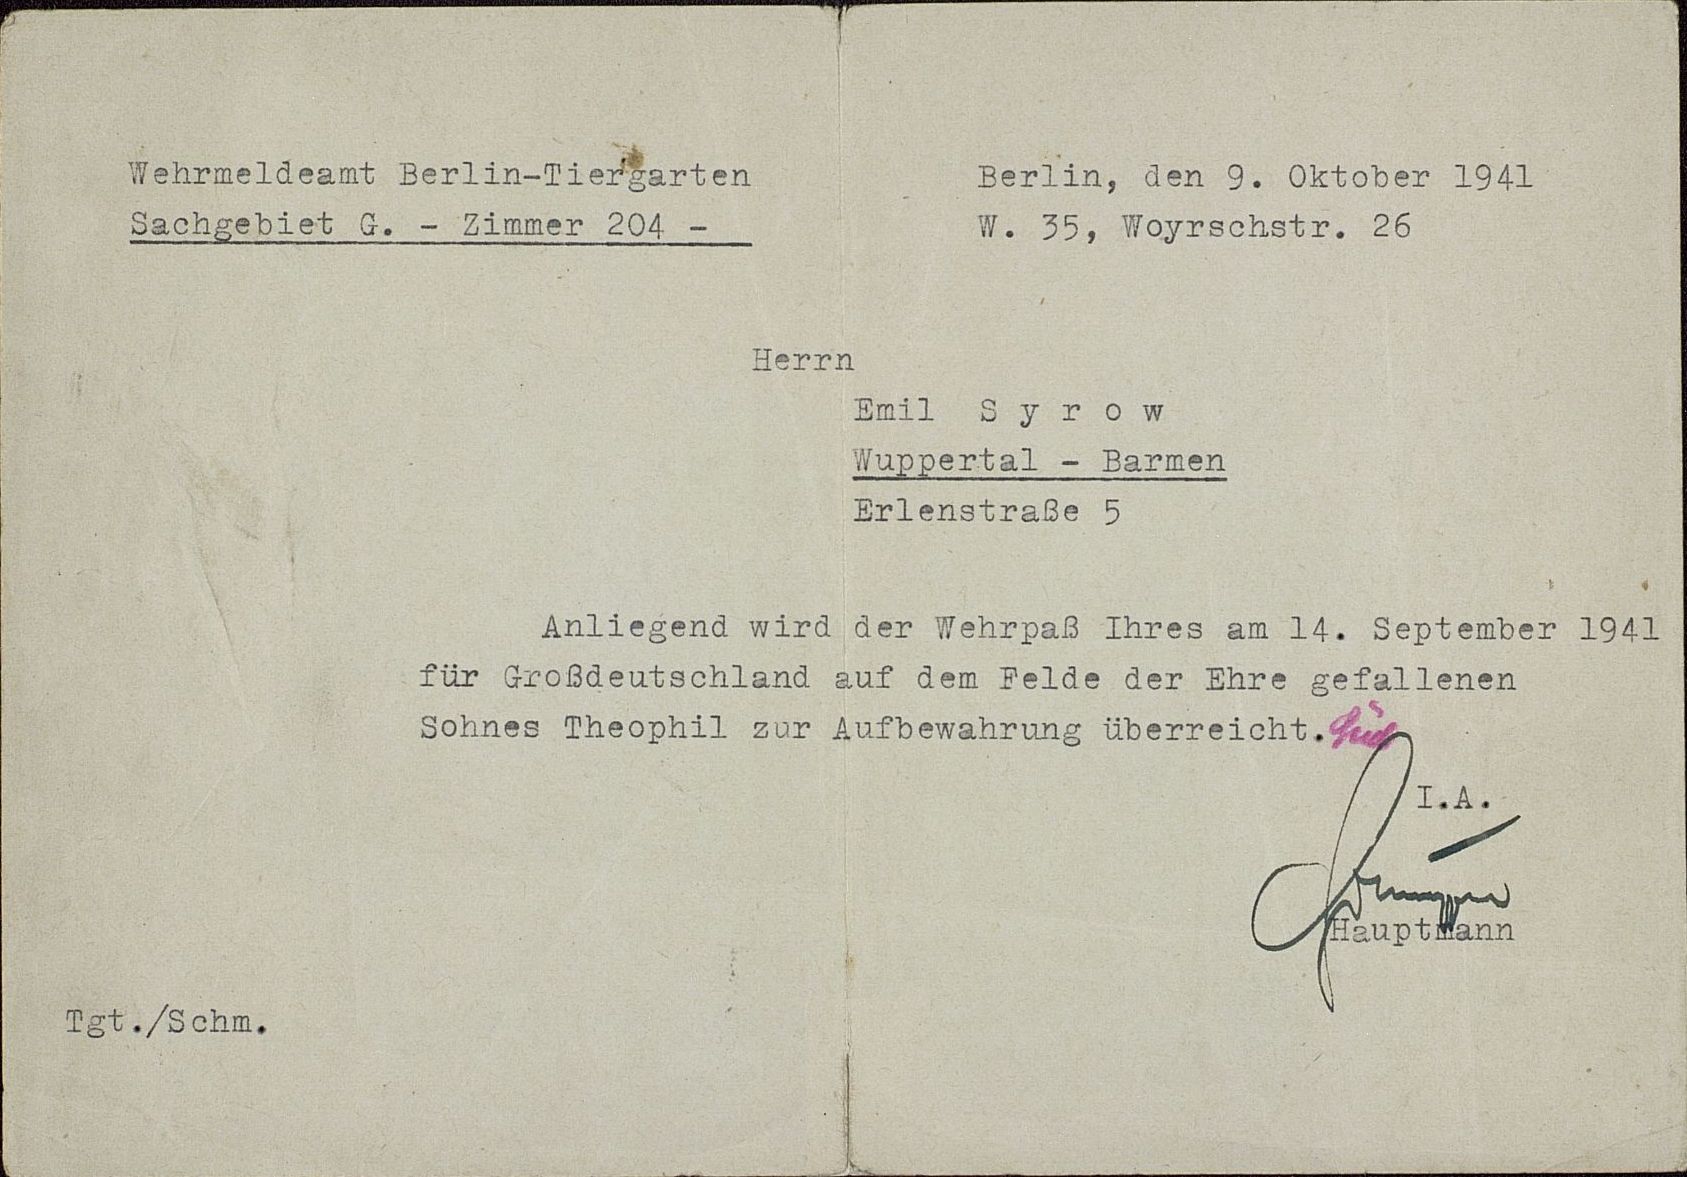 Wehrmeldeamt Berlin-Tiergarten
Sachgebiet G. - Zimmer 204 -
Berlin, den 9. Oktober 1941
W. 35, Woyrschstr. 26
Herrn
Emil S y r o w
Wuppertal - Barmen
Erlenstraße 5
Anliegend wird der Wehrpaß Ihres am 14. September 1941
für Großdeutschland auf dem Felde der Ehre gefallenen
Sohnes Theophil zur Aufbewahrung überreicht.
I.A.
Hauptmann
Tgt./Schm.